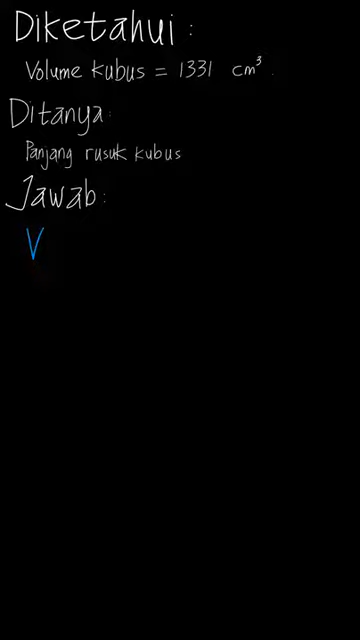 Diketahui :
Volume kubus = 1331 cm³.
Ditanya:
Panjang rusuk kubus
Jawab:
V